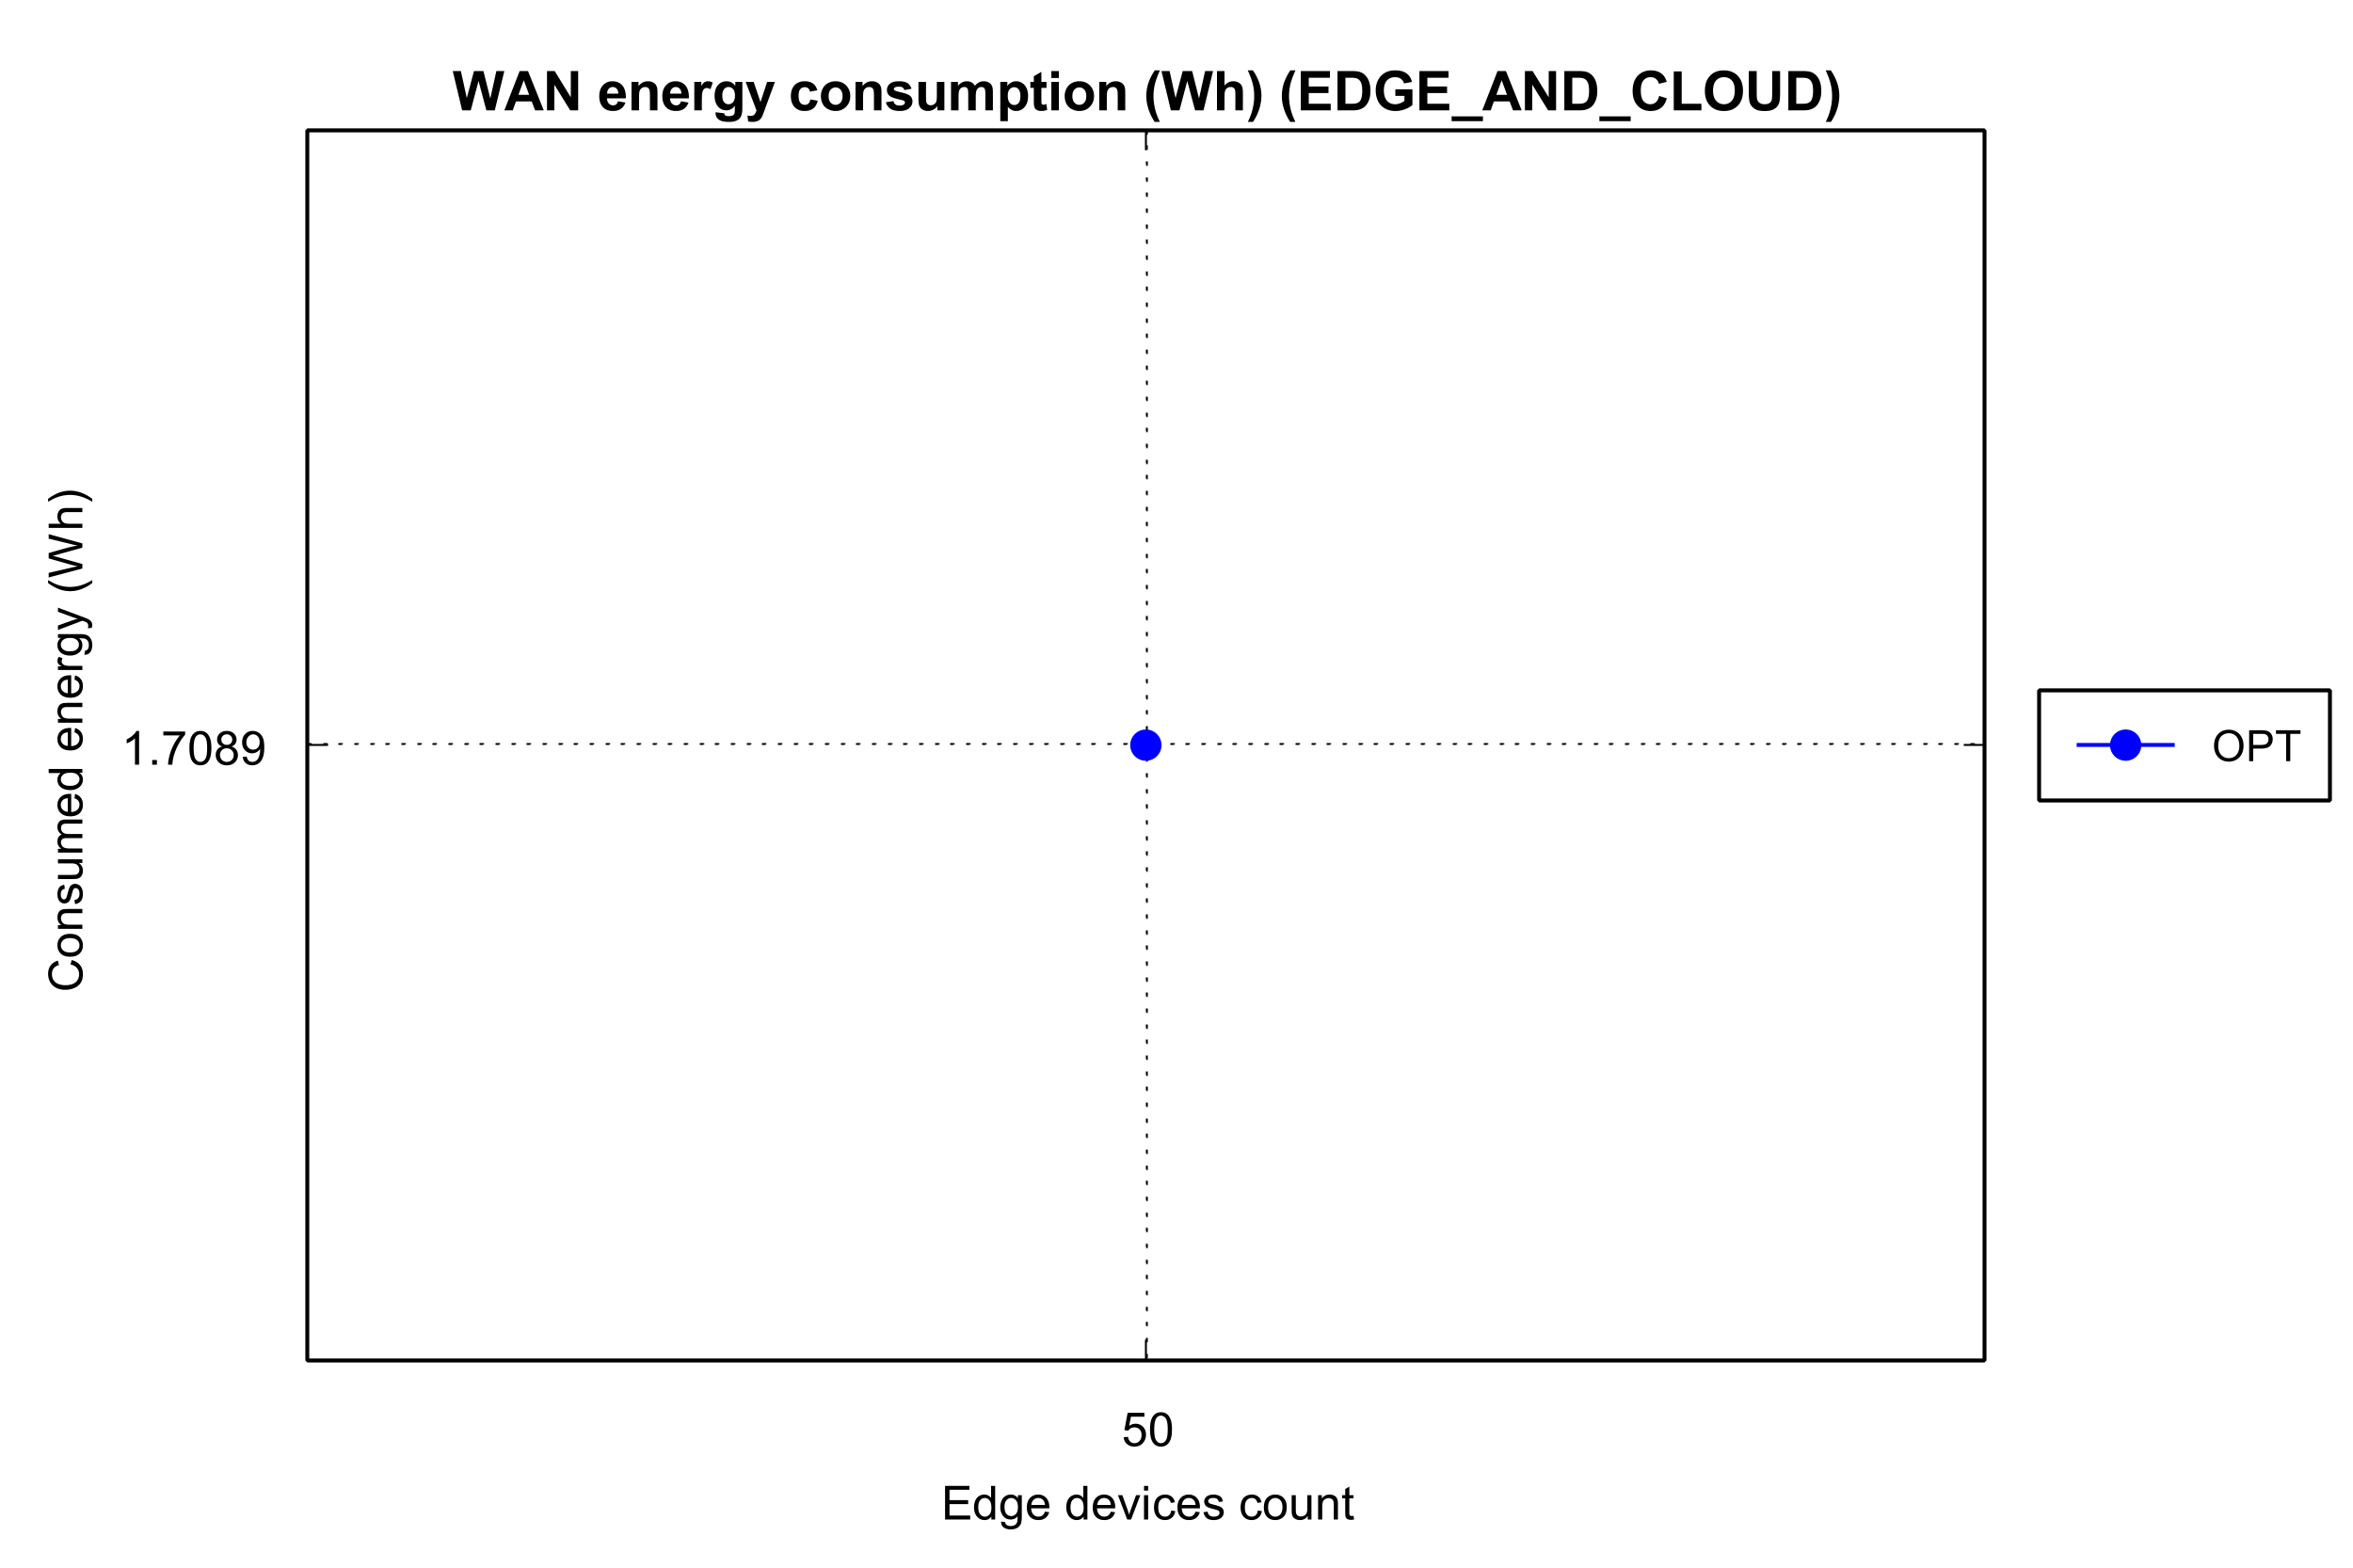 WAN energy consumption (Wh) (EDGE_AND_CLOUD)
Consumed energy (Wh)
1.7089
OPT
50
Edge devices count